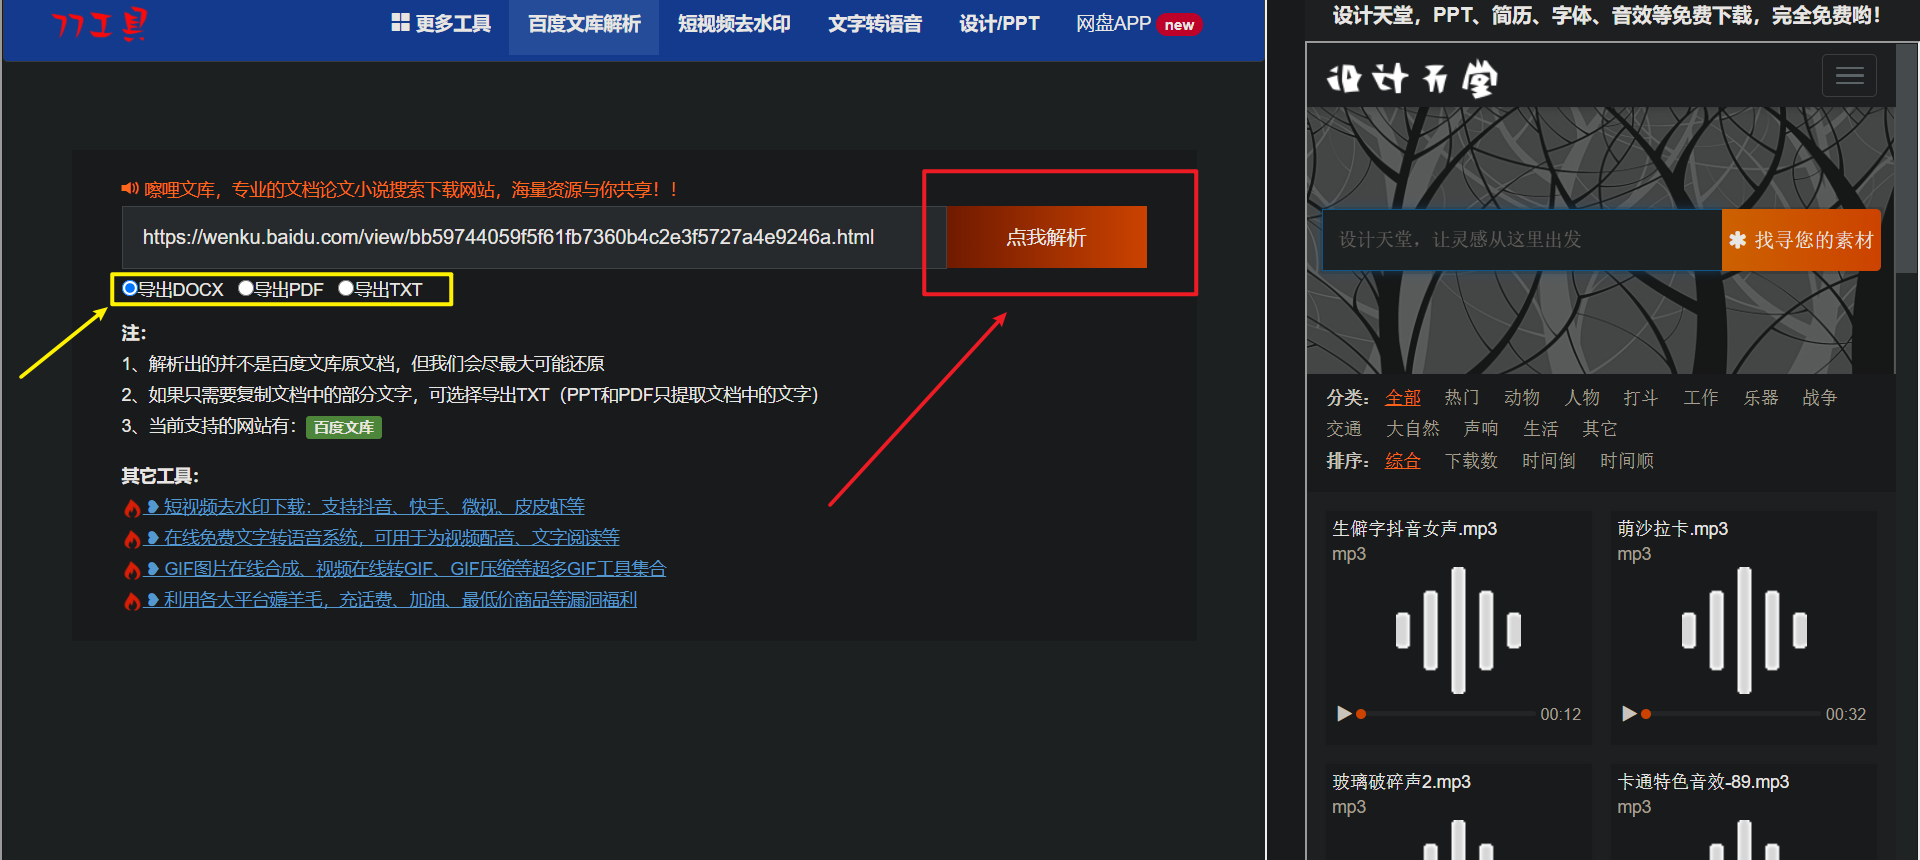 刀刀工具
更多工具
百度文库解析
短视频去水印
文字转语音
设计/PPT
网盘APP new
嚓哩文库，专业的文档论文小说搜索下载网站，海量资源与你共享！！
https://wenku.baidu.com/view/bb59744059f5f61fb7360b4c2e3f5727a4e9246a.html
点我解析
导出DOCX 导出PDF 导出TXT
注：
1、解析出的并不是百度文库原文档，但我们会尽最大可能还原
2、如果只需要复制文档中的部分文字，可选择导出TXT（PPT和PDF只提取文档中的文字）
3、当前支持的网站有：百度文库
其它工具：
短视频去水印下载：支持抖音、快手、微视、皮皮虾等
在线免费文字转语音系统，可用于为视频配音、文字阅读等
GIF图片在线合成、视频在线转GIF、GIF压缩等超多GIF工具集合
利用各大平台薅羊毛，充话费、加油、最低价商品等漏洞福利
设计天堂，PPT、简历、字体、音效等免费下载，完全免费哟！
设计天堂
设计天堂，让灵感从这里出发
找寻您的素材
分类： 全部 热门 动物 人物 打斗 工作 乐器 战争
交通 大自然 声响 生活 其它
排序： 综合 下载数 时间倒 时间顺
生僻字抖音女声.mp3
mp3
00:12
萌沙拉卡.mp3
mp3
00:32
玻璃破碎声2.mp3
mp3
卡通特色音效-89.mp3
mp3